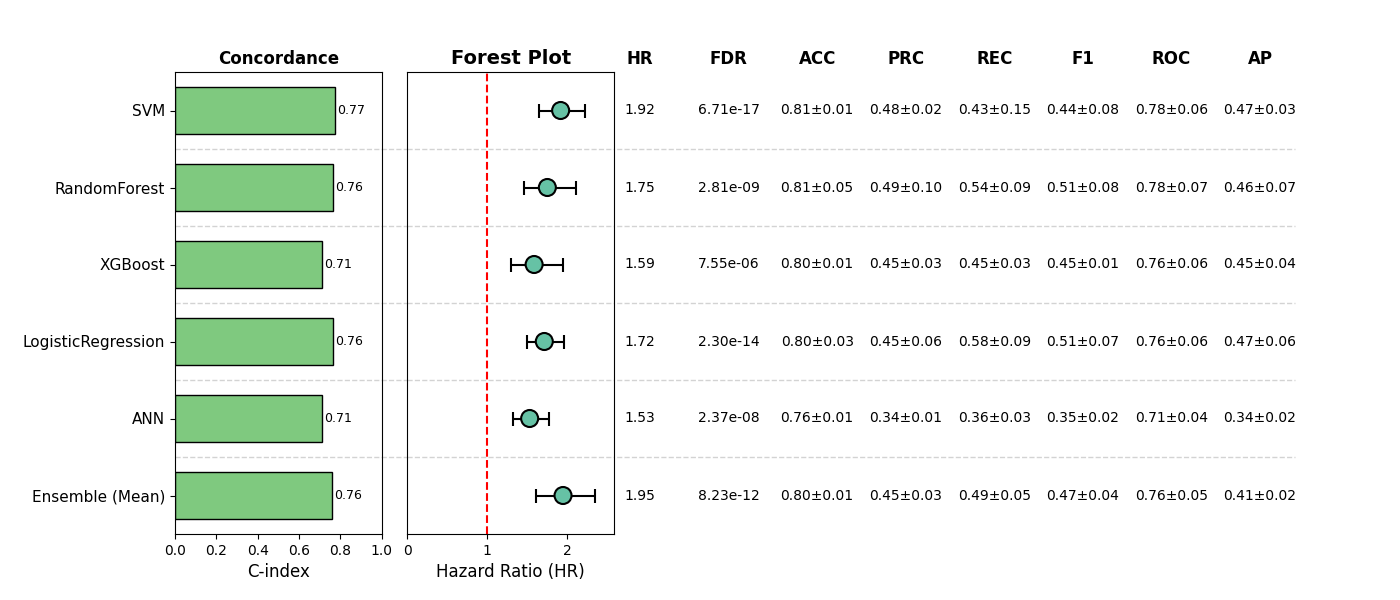 Concordance Forest Plot HR FDR ACC PRC REC F1 ROC AP
SVM 0.77 1.92 6.71e-17 0.81±0.01 0.48±0.02 0.43±0.15 0.44±0.08 0.78±0.06 0.47±0.03
RandomForest 0.76 1.75 2.81e-09 0.81±0.05 0.49±0.10 0.54±0.09 0.51±0.08 0.78±0.07 0.46±0.07
XGBoost 0.71 1.59 7.55e-06 0.80±0.01 0.45±0.03 0.45±0.03 0.45±0.01 0.76±0.06 0.45±0.04
LogisticRegression 0.76 1.72 2.30e-14 0.80±0.03 0.45±0.06 0.58±0.09 0.51±0.07 0.76±0.06 0.47±0.06
ANN 0.71 1.53 2.37e-08 0.76±0.01 0.34±0.01 0.36±0.03 0.35±0.02 0.71±0.04 0.34±0.02
Ensemble (Mean) 0.76 1.95 8.23e-12 0.80±0.01 0.45±0.03 0.49±0.05 0.47±0.04 0.76±0.05 0.41±0.02
0.0 0.2 0.4 0.6 0.8 1.0 0 1 2
C-index Hazard Ratio (HR)